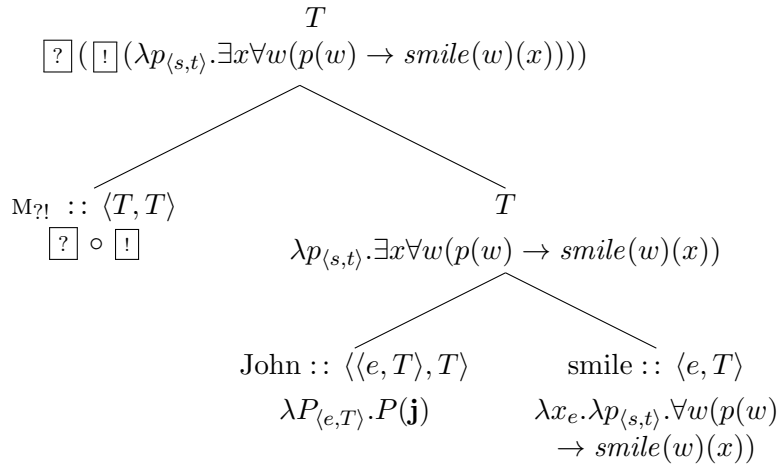 T
? ( ! (λp⟨s,t⟩.∃x∀w(p(w) → smile(w)(x))))
M?! :: ⟨T, T⟩
T
? ∘ !
λp⟨s,t⟩.∃x∀w(p(w) → smile(w)(x))
John :: ⟨⟨e, T⟩, T⟩
smile :: ⟨e, T⟩
λP⟨e,T⟩.P(j)
λxe.λp⟨s,t⟩.∀w(p(w)
→ smile(w)(x))